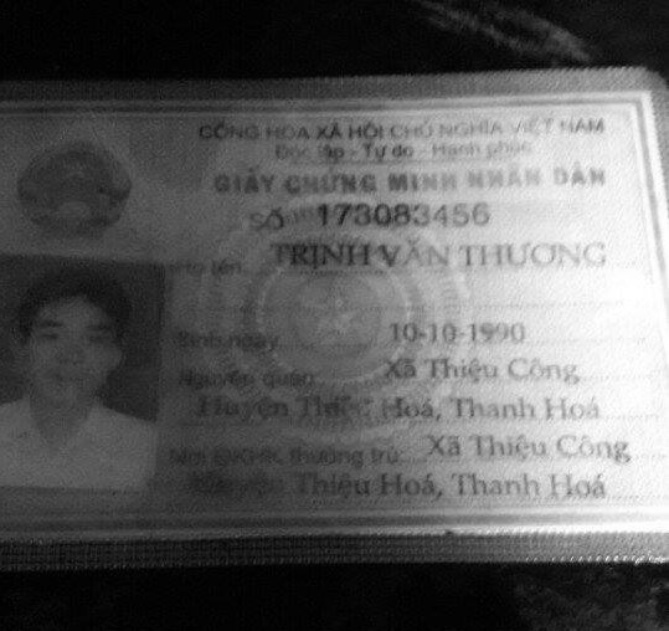 CỘNG HÒA XÃ HỘI CHỦ NGHĨA VIỆT NAM
Độc lập - Tự do - Hạnh phúc
GIẤY CHỨNG MINH NHÂN DÂN
SỐ 173083456
Họ tên TRỊNH VĂN THƯƠNG
Sinh ngày 10-10-1990
Nguyên quán Xã Thiệu Công
Huyện Thiệu Hoá, Thanh Hoá
Nơi ĐKHK thường trú: Xã Thiệu Công
Huyện Thiệu Hoá, Thanh Hoá